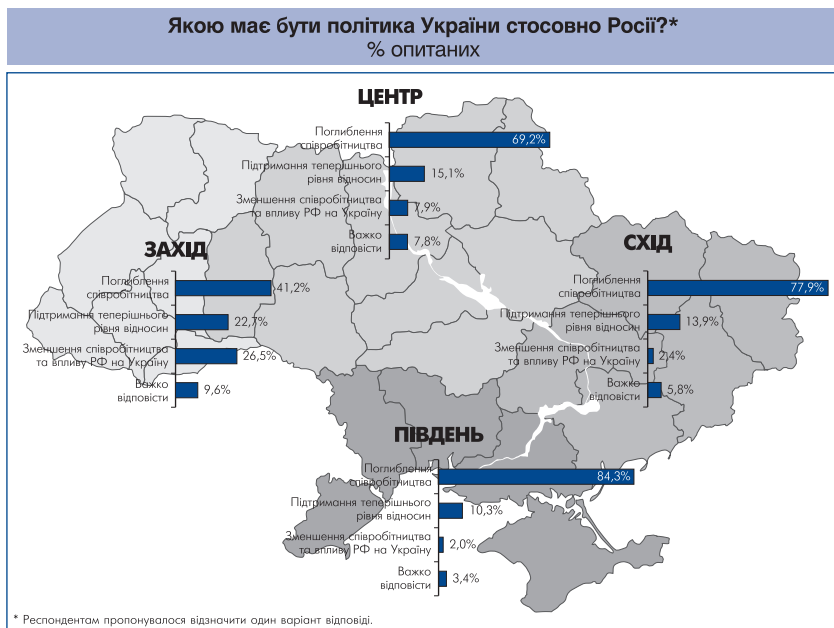 Якою має бути політика України стосовно Росії?*
% опитаних
ЦЕНТР
Поглиблення
співробітництва
69,2%
Підтримання теперішнього
рівня відносин
15,1%
Зменшення співробітництва
та впливу РФ на Україну
7,9%
Важко
відповісти
7,8%
ЗАХІД
Поглиблення
співробітництва
41,2%
Підтримання теперішнього
рівня відносин
22,7%
Зменшення співробітництва
та впливу РФ на Україну
26,5%
Важко
відповісти
9,6%
СХІД
Поглиблення
співробітництва
77,9%
Підтримання теперішнього
рівня відносин
13,9%
Зменшення співробітництва
та впливу РФ на Україну
2,4%
Важко
відповісти
5,8%
ПІВДЕНЬ
Поглиблення
співробітництва
84,3%
Підтримання теперішнього
рівня відносин
10,3%
Зменшення співробітництва
та впливу РФ на Україну
2,0%
Важко
відповісти
3,4%
* Респондентам пропонувалося відзначити один варіант відповіді.